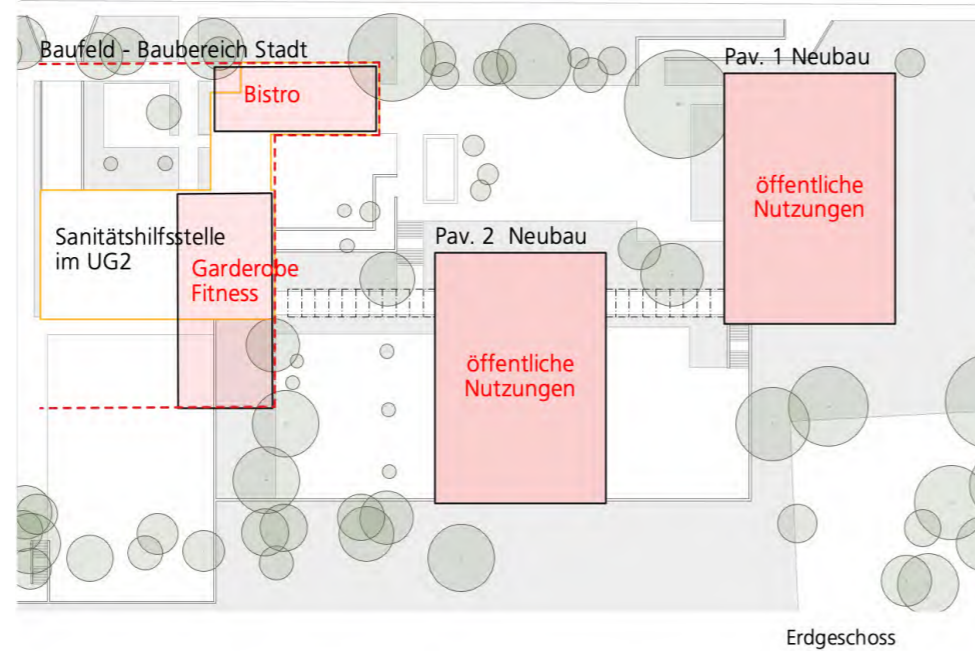 Baufeld - Baubereich Stadt
Pav. 1 Neubau
Bistro
öffentliche
Nutzungen
Sanitätshilfsstelle
im UG2
Pav. 2 Neubau
Garderobe
Fitness
öffentliche
Nutzungen
Erdgeschoss